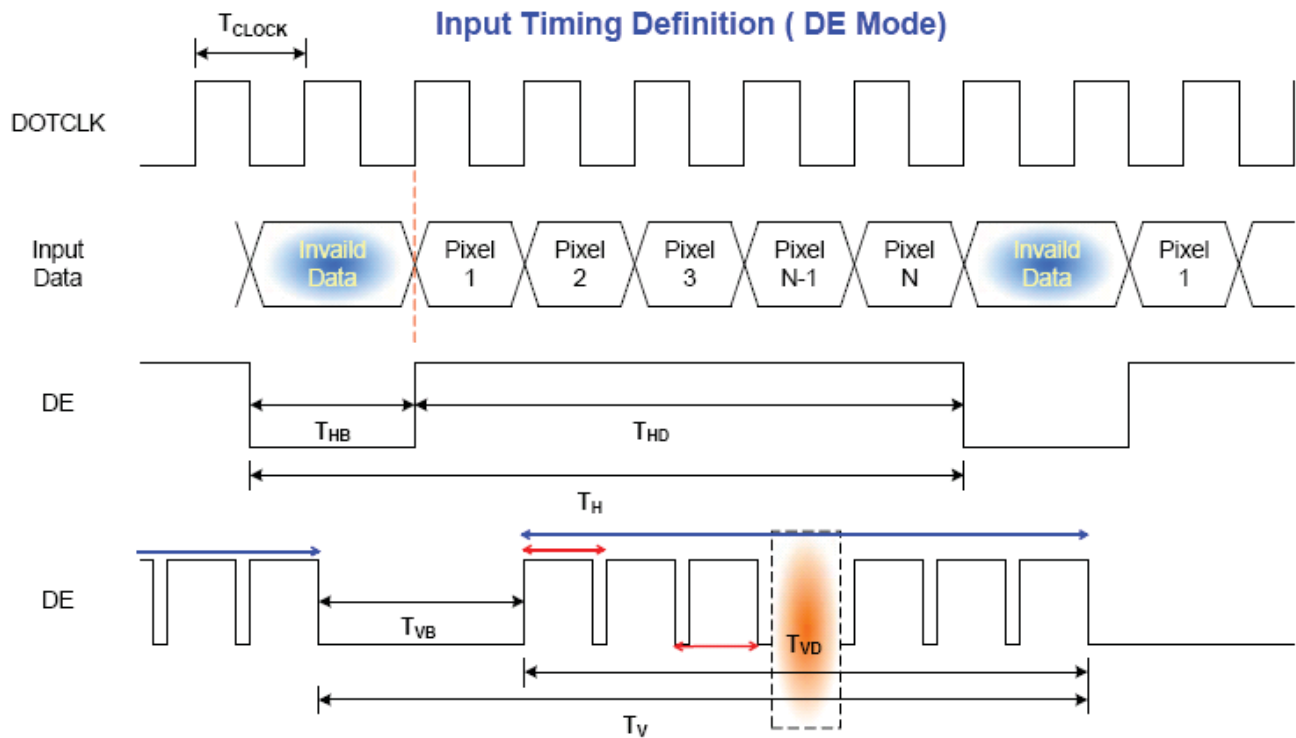 Input Timing Definition ( DE Mode)
TCLOCK
DOTCLK
Input
Data
Invaild
Data
Pixel
1
Pixel
2
Pixel
3
Pixel
N-1
Pixel
N
Invaild
Data
Pixel
1
DE
THB
THD
TH
DE
TVB
TVD
TV